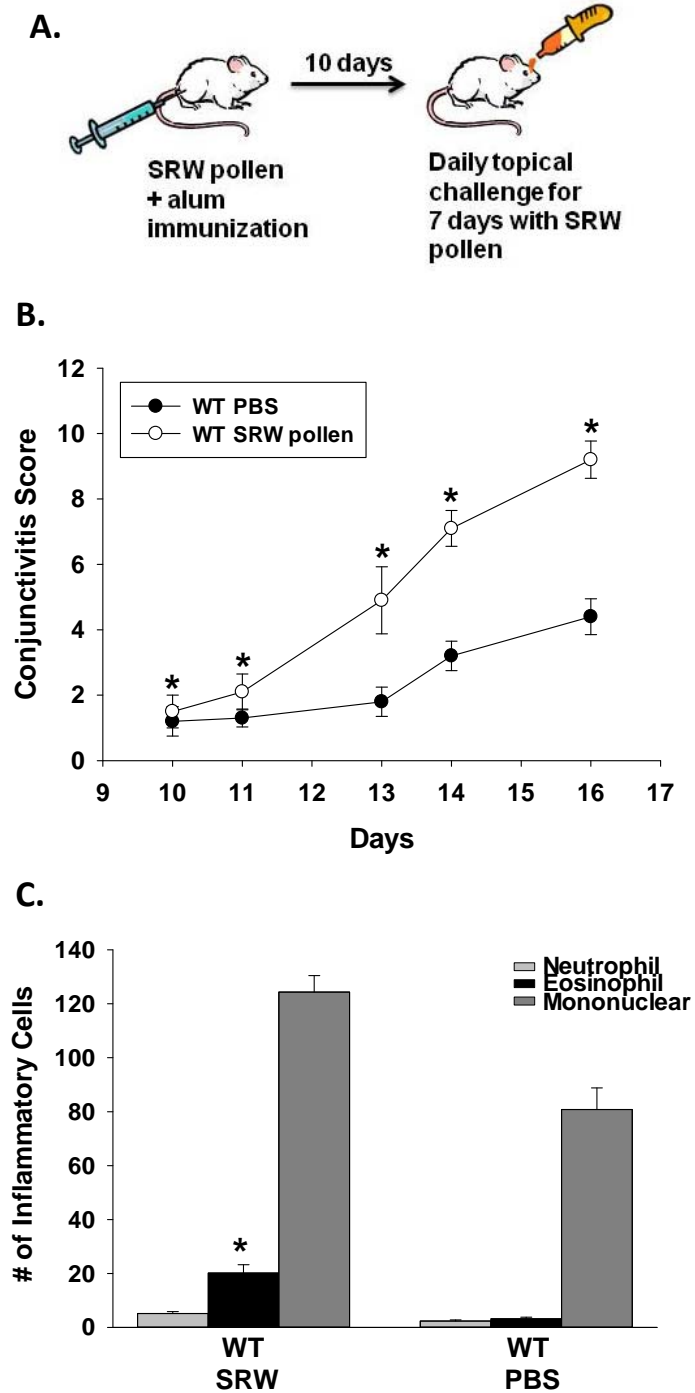 A.
10 days
SRW pollen
+ alum
immunization
Daily topical
challenge for
7 days with SRW
pollen
B.
12
10
8
6
4
2
0
WT PBS
WT SRW pollen
* * * * *
Conjunctivitis Score
9 10 11 12 13 14 15 16 17
Days
C.
140
120
100
80
60
40
20
0
Neutrophil
Eosinophil
Mononuclear
*
# of Inflammatory Cells
WT WT
SRW PBS